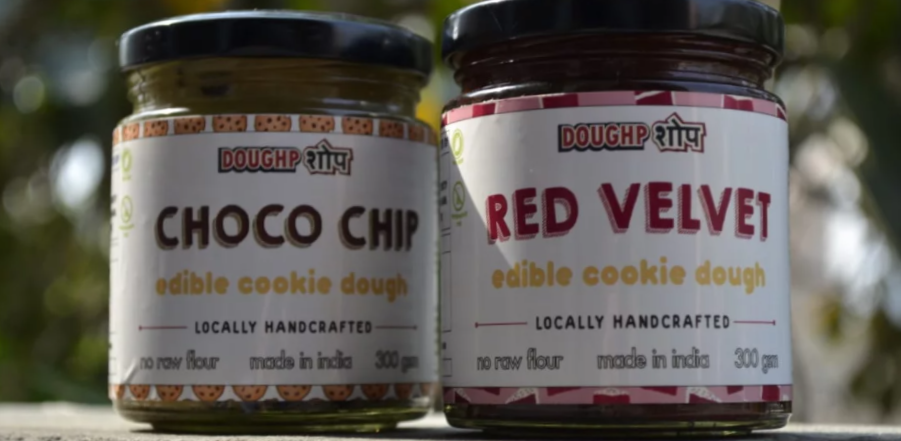 DOUGHP शॉप
CHOCO CHIP
edible cookie dough
LOCALLY HANDCRAFTED
no raw flour made in india 300 gm
DOUGHP शॉप
RED VELVET
edible cookie dough
LOCALLY HANDCRAFTED
no raw flour made in india 300 gm